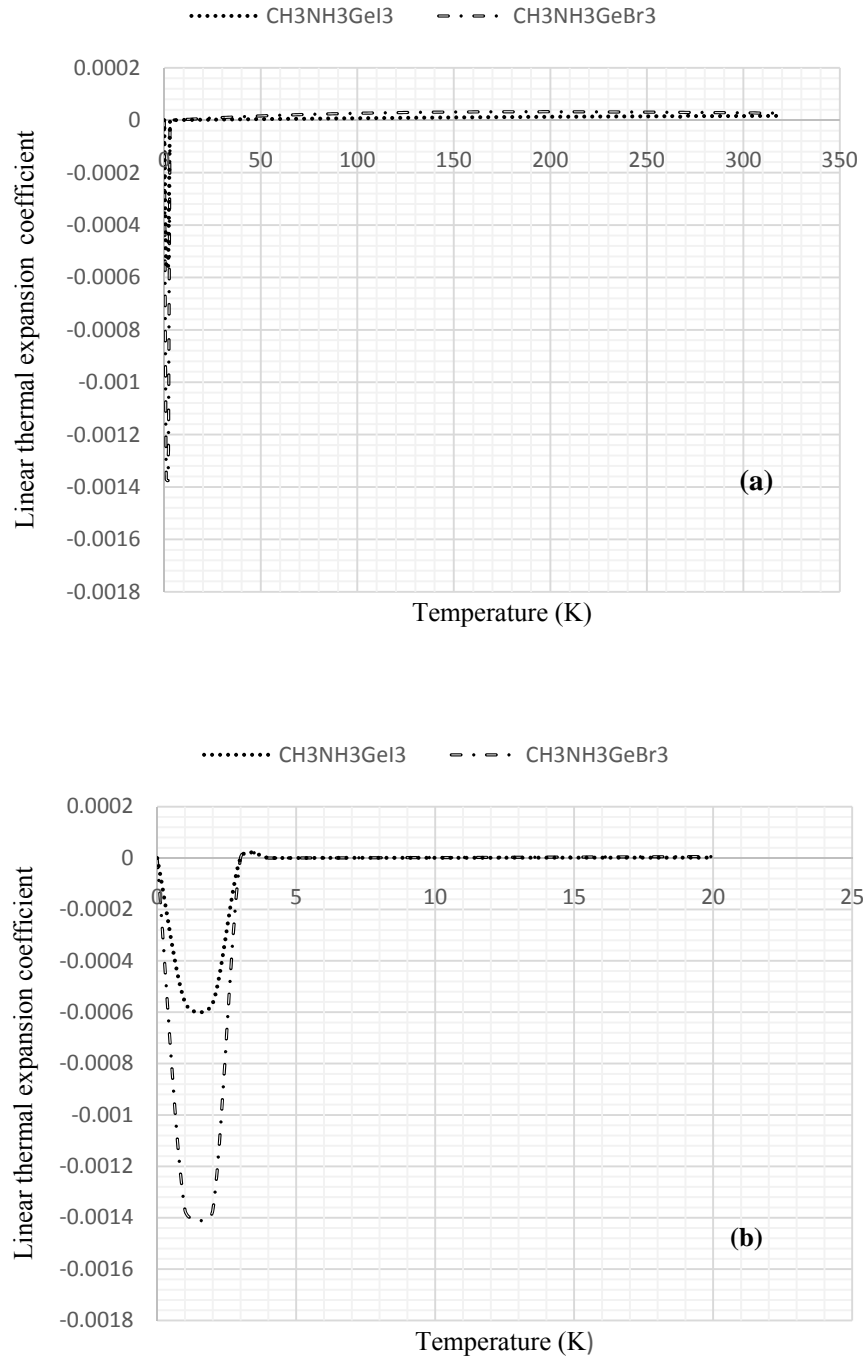 CH3NH3GeI3 CH3NH3GeBr3
0.0002
0
-0.0002
-0.0004
-0.0006
-0.0008
-0.001
-0.0012
-0.0014
-0.0016
-0.0018
0 50 100 150 200 250 300 350
Linear thermal expansion coefficient
(a)
Temperature (K)
CH3NH3GeI3 CH3NH3GeBr3
0.0002
0
-0.0002
-0.0004
-0.0006
-0.0008
-0.001
-0.0012
-0.0014
-0.0016
-0.0018
0 5 10 15 20 25
Linear thermal expansion coefficient
(b)
Temperature (K)